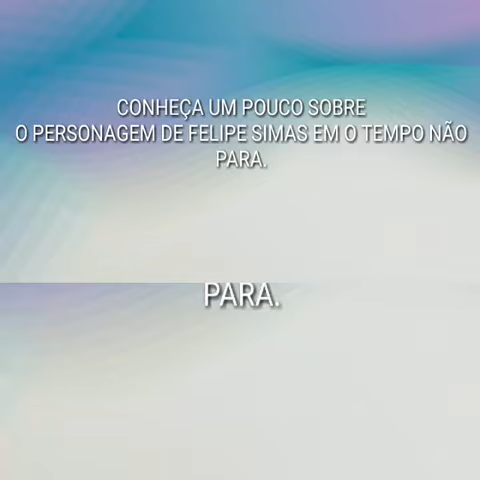 CONHEÇA UM POUCO SOBRE
O PERSONAGEM DE FELIPE SIMAS EM O TEMPO NÃO
PARA.
PARA.